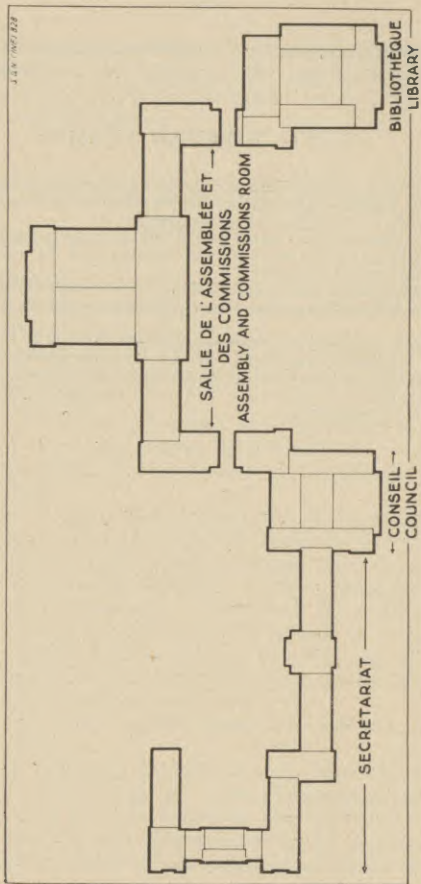 SALLE DE L'ASSEMBLÉE ET
DES COMMISSIONS
ASSEMBLY AND COMMISSIONS ROOM
BIBLIOTHÈQUE
LIBRARY
CONSEIL
COUNCIL
SECRÉTARIAT